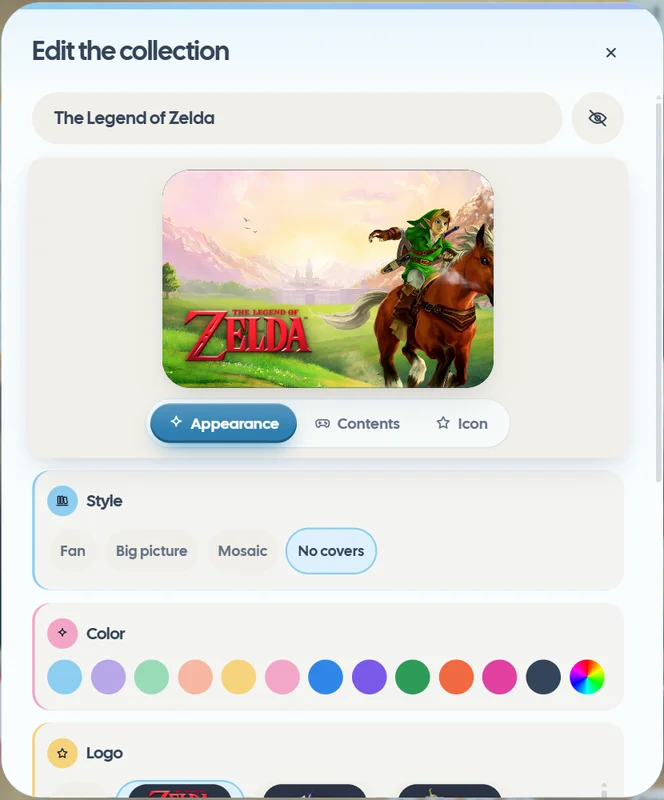 Edit the collection
The Legend of Zelda
THE LEGEND OF
ZELDA
Appearance
Contents
Icon
Style
Fan
Big picture
Mosaic
No covers
Color
Logo